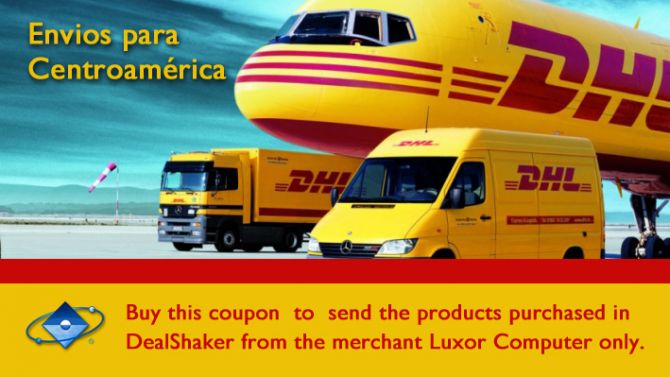 Envios para
Centroamérica
DHL
DHL
DHL
DHL
Buy this coupon to send the products purchased in
DealShaker from the merchant Luxor Computer only.
®